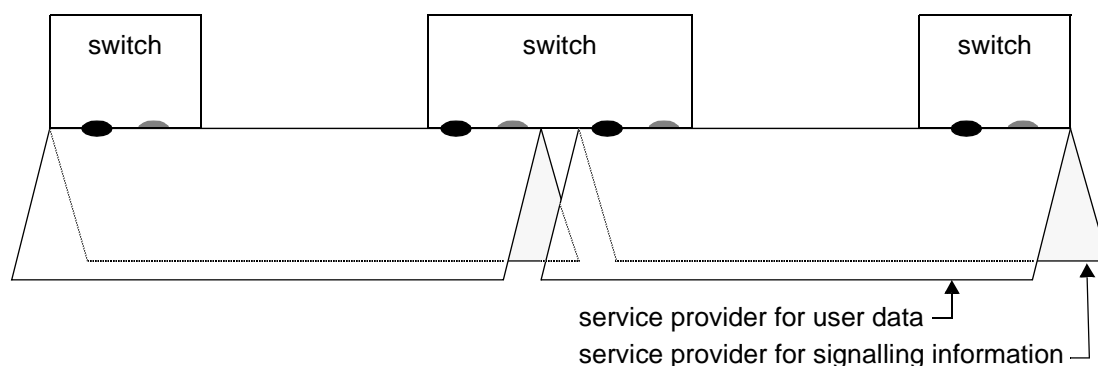 switch
switch
switch
service provider for user data
service provider for signalling information